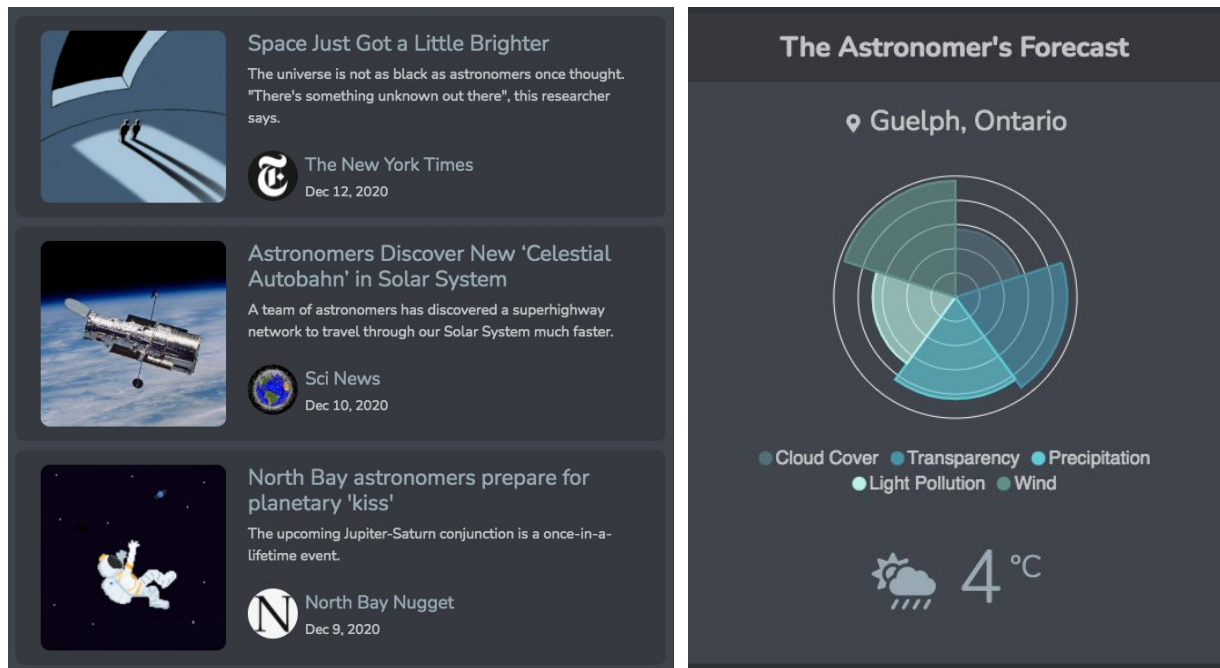 Space Just Got a Little Brighter
The universe is not as black as astronomers once thought.
"There's something unknown out there", this researcher
says.
The New York Times
Dec 12, 2020
Astronomers Discover New ‘Celestial
Autobahn’ in Solar System
A team of astronomers has discovered a superhighway
network to travel through our Solar System much faster.
Sci News
Dec 10, 2020
North Bay astronomers prepare for
planetary 'kiss'
The upcoming Jupiter-Saturn conjunction is a once-in-a-
lifetime event.
N
North Bay Nugget
Dec 9, 2020
The Astronomer's Forecast
Guelph, Ontario
Cloud Cover Transparency Precipitation
Light Pollution Wind
4 °C